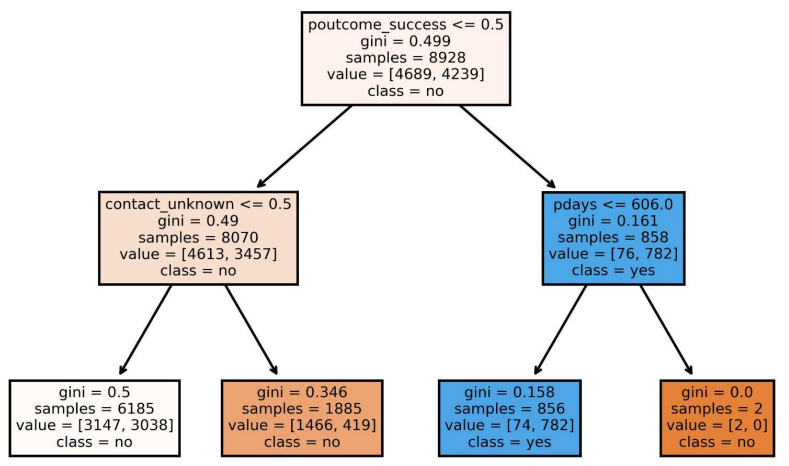 poutcome_success <= 0.5
gini = 0.499
samples = 8928
value = [4689, 4239]
class = no
contact_unknown <= 0.5
gini = 0.49
samples = 8070
value = [4613, 3457]
class = no
pdays <= 606.0
gini = 0.161
samples = 858
value = [76, 782]
class = yes
gini = 0.5
samples = 6185
value = [3147, 3038]
class = no
gini = 0.346
samples = 1885
value = [1466, 419]
class = no
gini = 0.158
samples = 856
value = [74, 782]
class = yes
gini = 0.0
samples = 2
value = [2, 0]
class = no